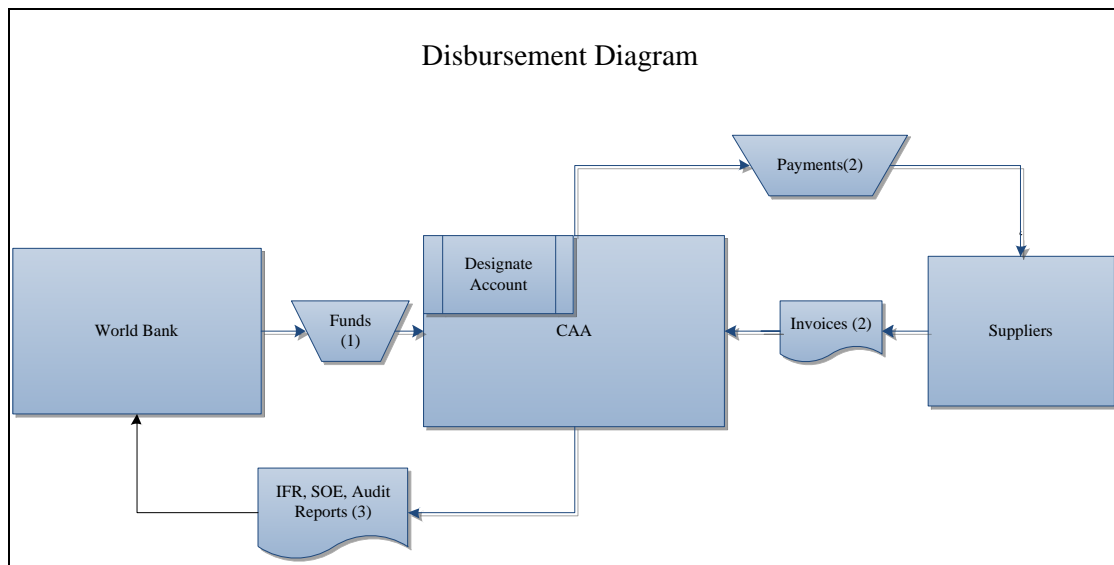 Disbursement Diagram
Payments(2)
Designate
Account
World Bank
Funds
(1)
CAA
Invoices (2)
Suppliers
IFR, SOE, Audit
Reports (3)